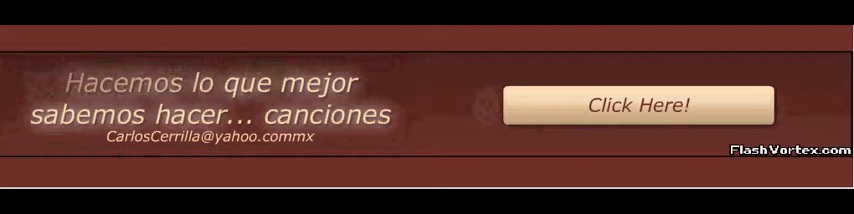 Hacemos lo que mejor
sabemos hacer... canciones
CarlosCerrilla@yahoo.commx
Click Here!
FlashVortex.com